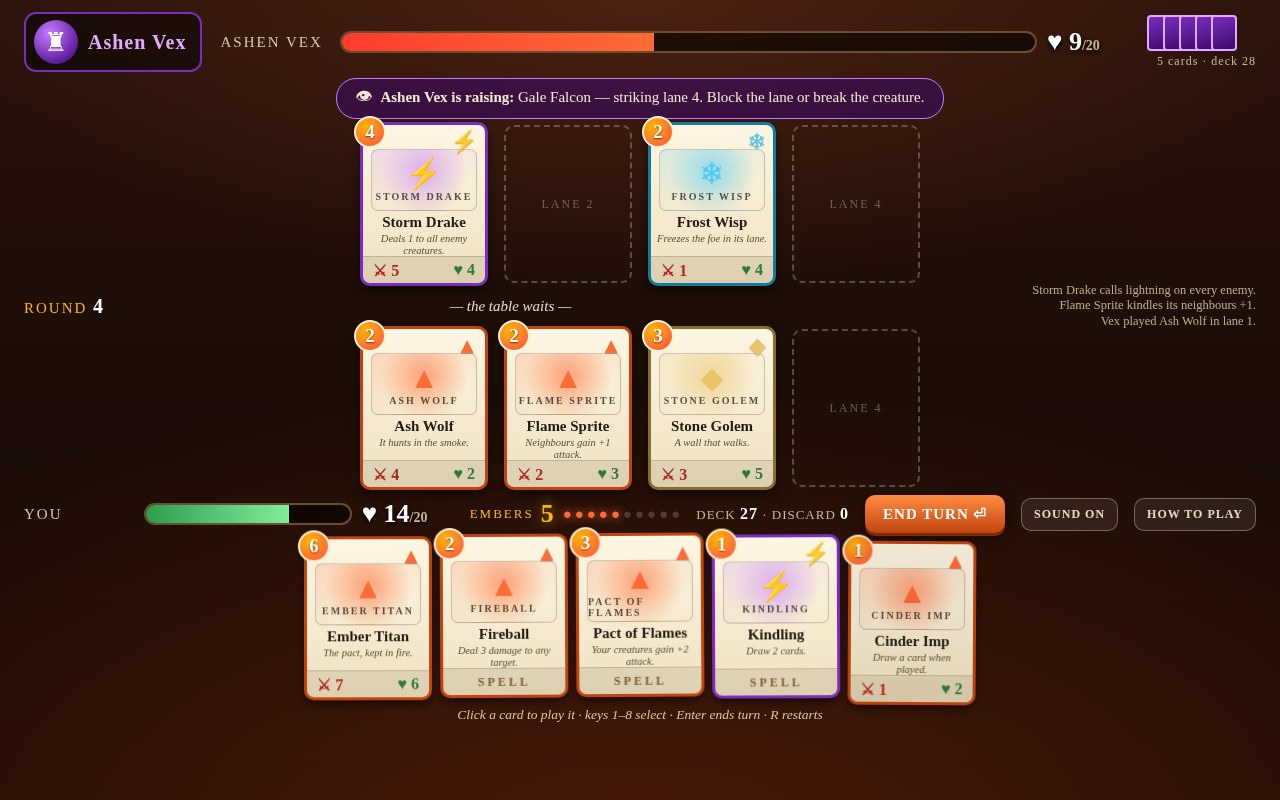 Ashen Vex
ASHEN VEX
♥ 9/20
5 cards · deck 28
Ashen Vex is raising: Gale Falcon — striking lane 4. Block the lane or break the creature.
4
STORM DRAKE
Storm Drake
Deals 1 to all enemy
creatures.
⚔ 5 ♥ 4
LANE 2
2
FROST WISP
Frost Wisp
Freezes the foe in its lane.
⚔ 1 ♥ 4
LANE 4
ROUND 4
— the table waits —
Storm Drake calls lightning on every enemy.
Flame Sprite kindles its neighbours +1.
Vex played Ash Wolf in lane 1.
2
ASH WOLF
Ash Wolf
It hunts in the smoke.
⚔ 4 ♥ 2
2
FLAME SPRITE
Flame Sprite
Neighbours gain +1
attack.
⚔ 2 ♥ 3
3
STONE GOLEM
Stone Golem
A wall that walks.
⚔ 3 ♥ 5
LANE 4
YOU
♥ 14/20
EMBERS 5
DECK 27 · DISCARD 0
END TURN ⏎
SOUND ON
HOW TO PLAY
6
EMBER TITAN
Ember Titan
The pact, kept in fire.
⚔ 7 ♥ 6
2
FIREBALL
Fireball
Deal 3 damage to any
target.
SPELL
3
PACT OF
FLAMES
Pact of Flames
Your creatures gain +2
attack.
SPELL
1
KINDLING
Kindling
Draw 2 cards.
SPELL
1
CINDER IMP
Cinder Imp
Draw a card when
played.
⚔ 1 ♥ 2
Click a card to play it · keys 1–8 select · Enter ends turn · R restarts